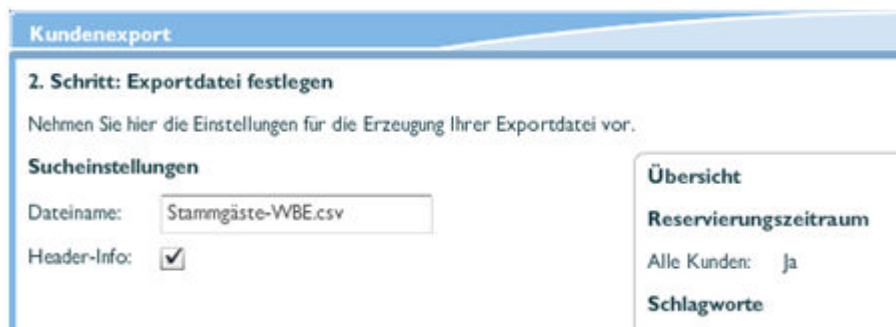 Kundenexport
2. Schritt: Exportdatei festlegen
Nehmen Sie hier die Einstellungen für die Erzeugung Ihrer Exportdatei vor.
Sucheinstellungen
Dateiname: Stammgäste-WBE.csv
Header-Info:
Übersicht
Reservierungszeitraum
Alle Kunden: Ja
Schlagworte